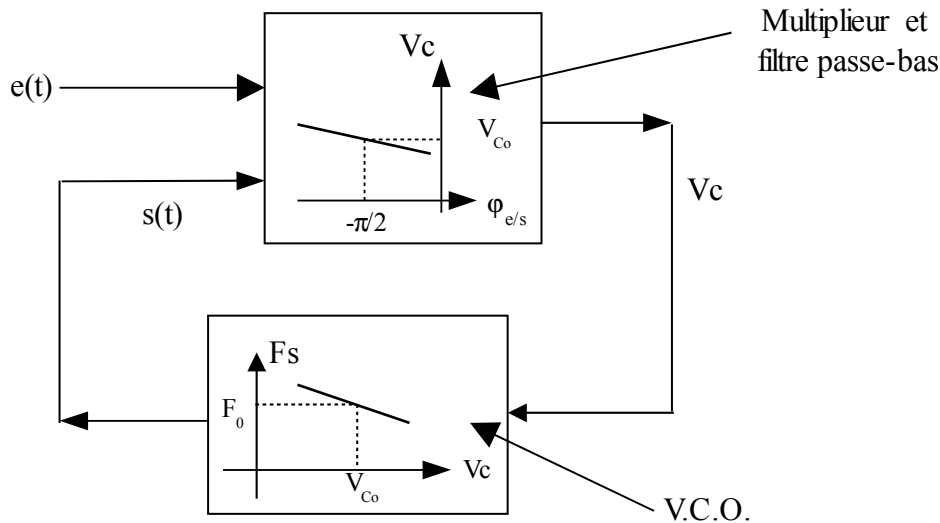 Multiplieur et
filtre passe-bas
Vc
e(t)
V_Co
Vc
s(t)
-π/2
φ_e/s
Fs
F_0
V_Co
Vc
V.C.O.